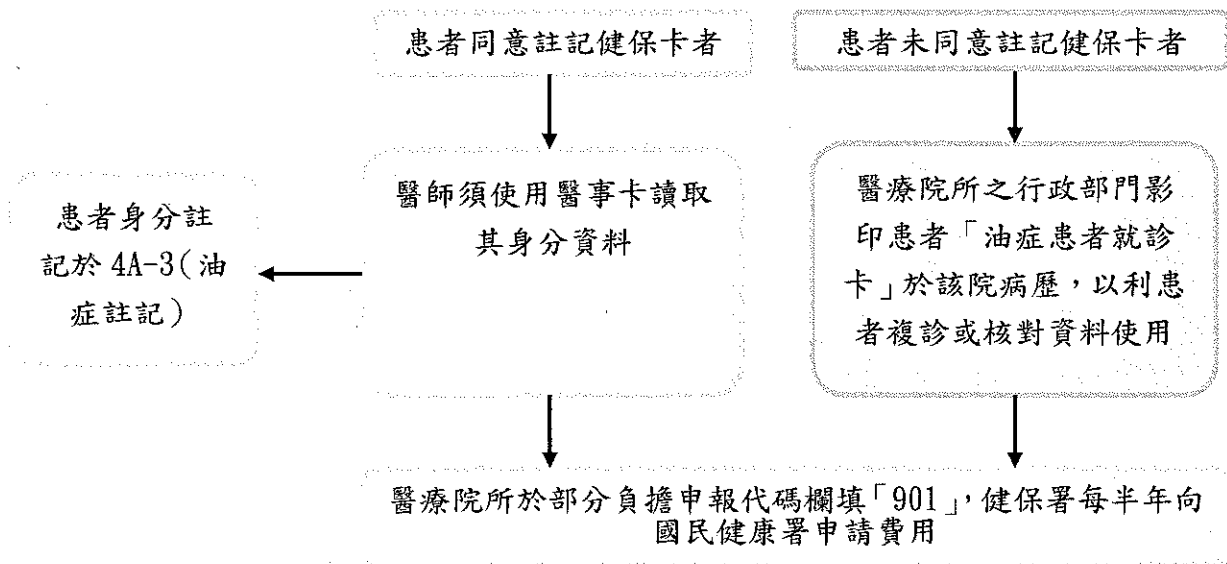 患者同意註記健保卡者
患者未同意註記健保卡者
患者身分註
記於4A-3(油
症註記)
醫師須使用醫事卡讀取
其身分資料
醫療院所之行政部門影
印患者「油症患者就診
卡」於該院病歷,以利患
者複診或核對資料使用
醫療院所於部分負擔申報代碼欄填「901」,健保署每半年向
國民健康署申請費用